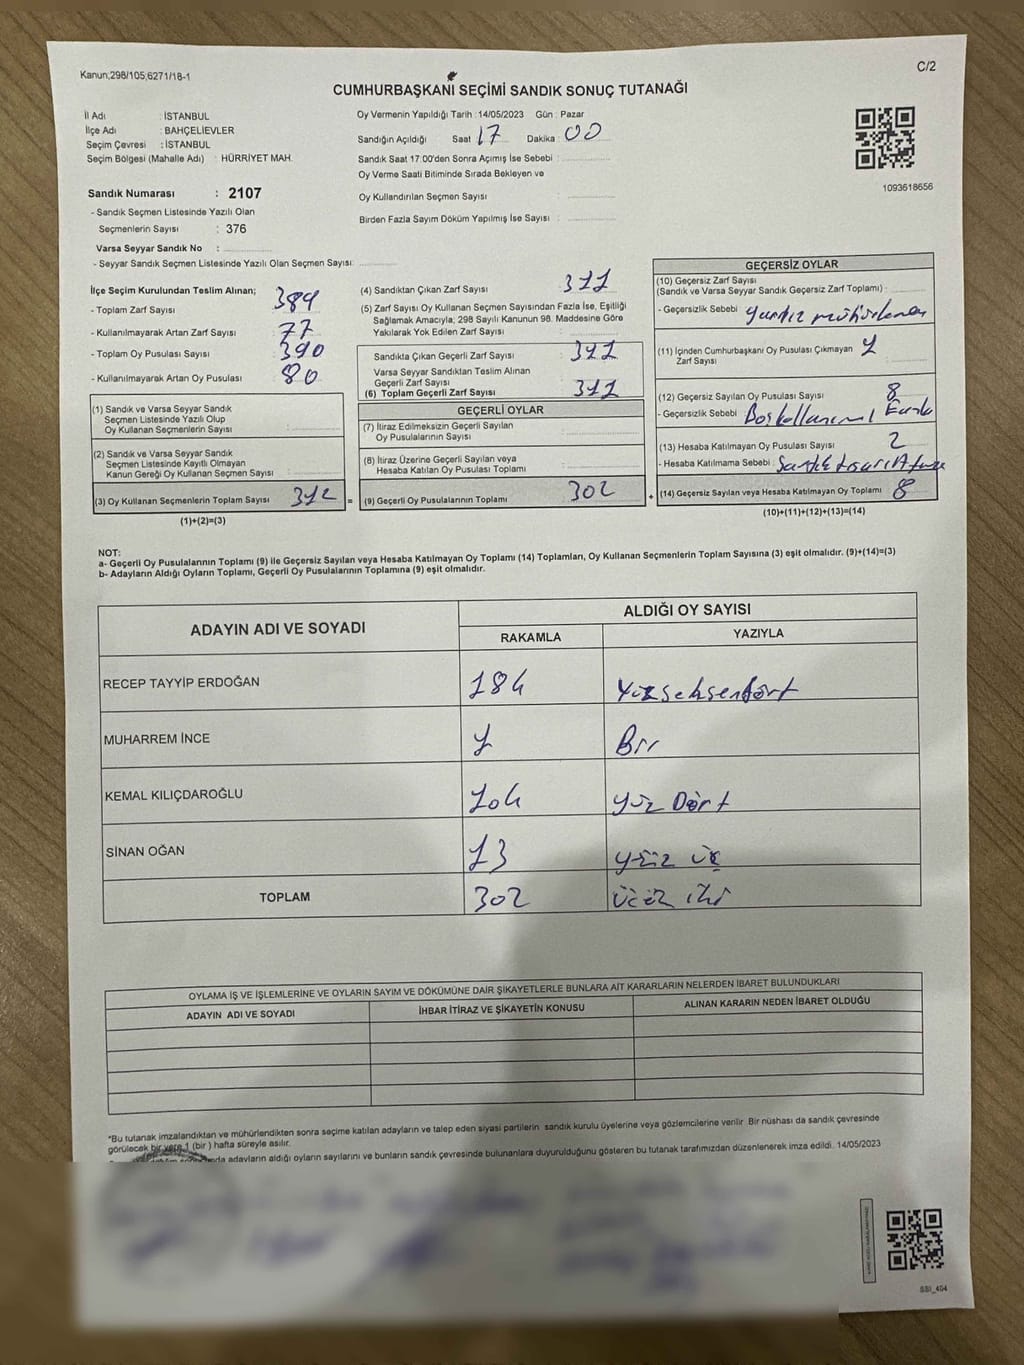 Kanun,298/105,6271/18-1
C/2
CUMHURBAŞKANI SEÇİMİ SANDIK SONUÇ TUTANAĞI
İl Adı : İSTANBUL
İlçe Adı : BAHÇELİEVLER
Seçim Çevresi : İSTANBUL
Seçim Bölgesi (Mahalle Adı) : HÜRRİYET MAH.
Sandık Numarası : 2107
- Sandık Seçmen Listesinde Yazılı Olan
Seçmenlerin Sayısı : 376
Varsa Seyyar Sandık No :
- Seyyar Sandık Seçmen Listesinde Yazılı Olan Seçmen Sayısı:
Oy Vermenin Yapıldığı Tarih : 14/05/2023 Gün : Pazar
Sandığın Açıldığı Saat 17 Dakika : 00
Sandık Saat 17:00'den Sonra Açımış İse Sebebi :
Oy Verme Saati Bitiminde Sırada Bekleyen ve
Oy Kullandırılan Seçmen Sayısı :
Birden Fazla Sayım Döküm Yapılmış İse Sayısı :
1093618656
İlçe Seçim Kurulundan Teslim Alınan;
- Toplam Zarf Sayısı : 389
- Kullanılmayarak Artan Zarf Sayısı : 77
- Toplam Oy Pusulası Sayısı : 390
- Kullanılmayarak Artan Oy Pusulası : 80
(1) Sandık ve Varsa Seyyar Sandık
Seçmen Listesinde Yazılı Olup
Oy Kullanan Seçmenlerin Sayısı :
(2) Sandık ve Varsa Seyyar Sandık
Seçmen Listesinde Kayıtlı Olmayan
Kanun Gereği Oy Kullanan Seçmen Sayısı :
(3) Oy Kullanan Seçmenlerin Toplam Sayısı : 312 =
(1)+(2)=(3)
(4) Sandıktan Çıkan Zarf Sayısı : 311
(5) Zarf Sayısı Oy Kullanan Seçmen Sayısından Fazla İse, Eşitliği
Sağlamak Amacıyla, 298 Sayılı Kanunun 98. Maddesine Göre
Yakılarak Yok Edilen Zarf Sayısı :
Sandıkta Çıkan Geçerli Zarf Sayısı : 311
Varsa Seyyar Sandıktan Teslim Alınan
Geçerli Zarf Sayısı :
(6) Toplam Geçerli Zarf Sayısı : 311
GEÇERLİ OYLAR
(7) İtiraz Edilmeksizin Geçerli Sayılan
Oy Pusulalarının Sayısı :
(8) İtiraz Üzerine Geçerli Sayılan veya
Hesaba Katılan Oy Pusulası Toplamı :
(9) Geçerli Oy Pusulalarının Toplamı : 302 +
GEÇERSİZ OYLAR
(10) Geçersiz Zarf Sayısı
(Sandık ve Varsa Seyyar Sandık Geçersiz Zarf Toplamı) :
- Geçersizlik Sebebi :
(11) İçinden Cumhurbaşkanı Oy Pusulası Çıkmayan 1
Zarf Sayısı :
(12) Geçersiz Sayılan Oy Pusulası Sayısı : 8
- Geçersizlik Sebebi :
(13) Hesaba Katılmayan Oy Pusulası Sayısı : 2
- Hesaba Katılmama Sebebi :
(14) Geçersiz Sayılan veya Hesaba Katılmayan Oy Toplamı : 8
(10)+(11)+(12)+(13)=(14)
NOT:
a- Geçerli Oy Pusulalarının Toplamı (9) ile Geçersiz Sayılan veya Hesaba Katılmayan Oy Toplamı (14) Toplamları, Oy Kullanan Seçmenlerin Toplam Sayısına (3) eşit olmalıdır. (9)+(14)=(3)
b- Adayların Aldığı Oyların Toplamı, Geçerli Oy Pusulalarının Toplamına (9) eşit olmalıdır.
ADAYIN ADI VE SOYADI
ALDIĞI OY SAYISI
RAKAMLA YAZIYLA
RECEP TAYYİP ERDOĞAN 184 Yüzseksendört
MUHARREM İNCE 1 Bir
KEMAL KILIÇDAROĞLU 104 yüz Dört
SİNAN OĞAN 13 yüz üç
TOPLAM 302 üçüz iki
OYLAMA İŞ VE İŞLEMLERİNE VE OYLARIN SAYIM VE DÖKÜMÜNE DAİR ŞİKAYETLERLE BUNLARA AİT KARARLARIN NELERDEN İBARET BULUNDUKLARI
ADAYIN ADI VE SOYADI İHBAR İTİRAZ VE ŞİKAYETİN KONUSU ALINAN KARARIN NEDEN İBARET OLDUĞU
*Bu tutanak imzalandıktan ve mühürlendikten sonra seçime katılan adayların ve talep eden siyasi partilerin sandık kurulu üyelerine veya gözlemcilerine verilir. Bir nüshası da sandık çevresinde
görülecek bir yere 1 (bir ) hafta süreyle asılır.
adayların aldığı oyların sayılarını ve bunların sandık çevresinde bulunanlara duyurulduğunu gösteren bu tutanak tarafımızdan düzenlenerek imza edildi. 14/05/2023
SBI_404